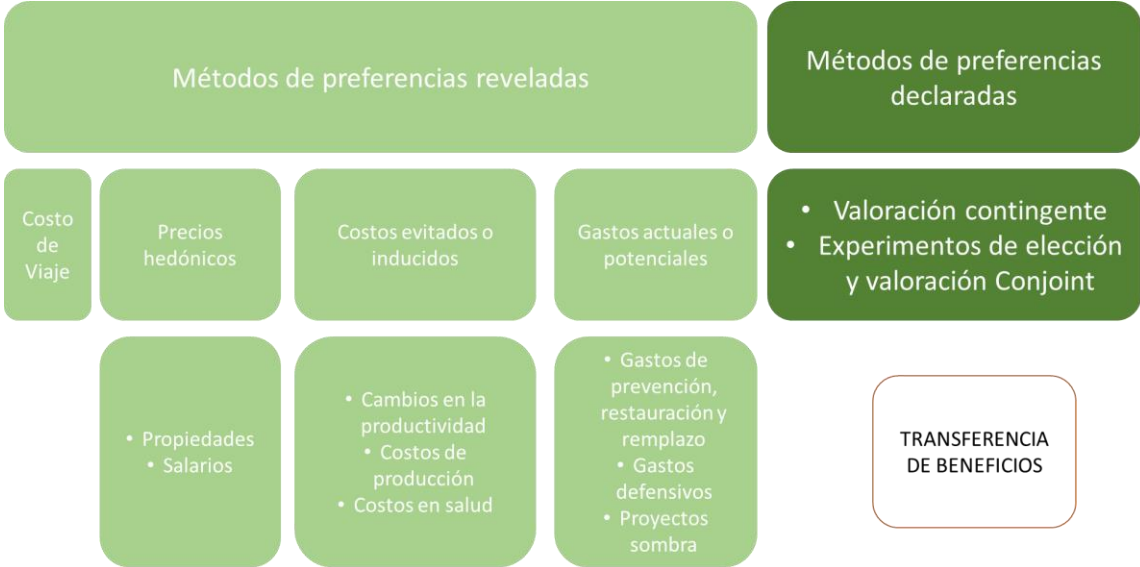 Métodos de preferencias reveladas
Métodos de preferencias
declaradas
Costo
de
Viaje
Precios
hedónicos
Costos evitados o
inducidos
Gastos actuales o
potenciales
• Valoración contingente
• Experimentos de elección
y valoración Conjoint
• Propiedades
• Salarios
• Cambios en la
productividad
• Costos de
producción
• Costos en salud
• Gastos de
prevención,
restauración y
remplazo
• Gastos
defensivos
• Proyectos
sombra
TRANSFERENCIA
DE BENEFICIOS